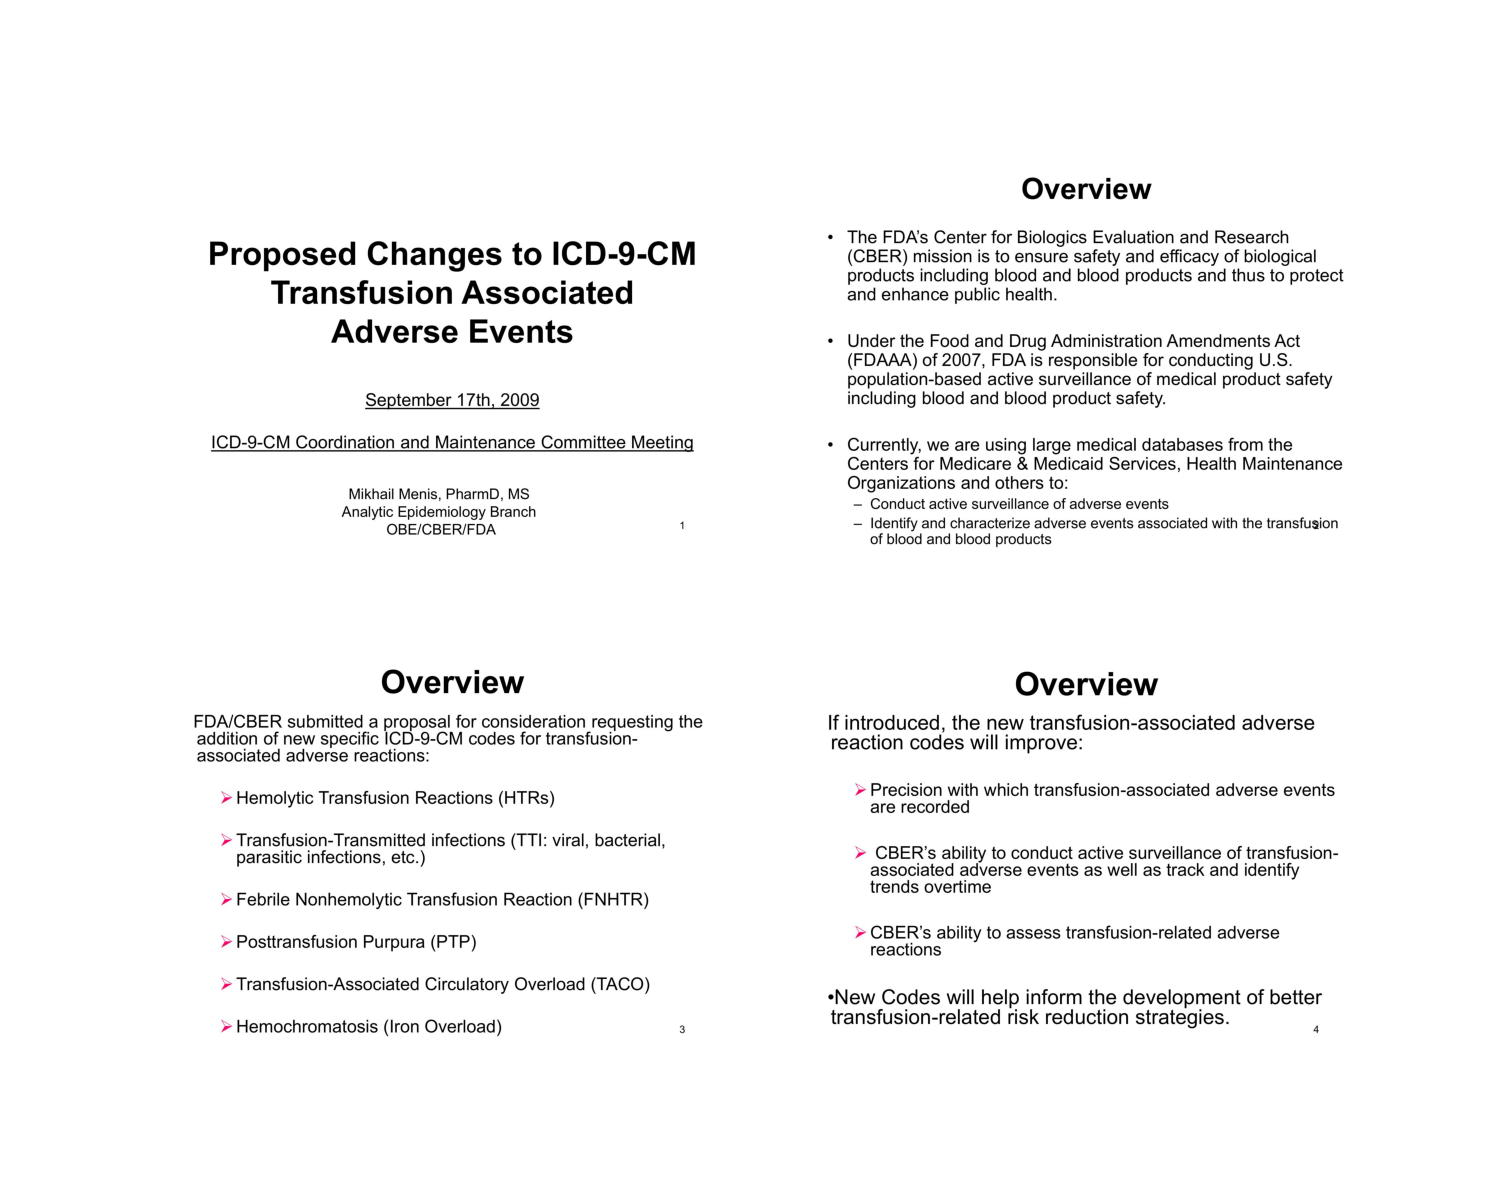 Proposed Changes to ICD-9-CM
Transfusion Associated
Adverse Events
September 17th, 2009
ICD-9-CM Coordination and Maintenance Committee Meeting
Mikhail Menis, PharmD, MS
Analytic Epidemiology Branch
OBE/CBER/FDA
1
Overview
• The FDA’s Center for Biologics Evaluation and Research
(CBER) mission is to ensure safety and efficacy of biological
products including blood and blood products and thus to protect
and enhance public health.
• Under the Food and Drug Administration Amendments Act
(FDAAA) of 2007, FDA is responsible for conducting U.S.
population-based active surveillance of medical product safety
including blood and blood product safety.
• Currently, we are using large medical databases from the
Centers for Medicare & Medicaid Services, Health Maintenance
Organizations and others to:
– Conduct active surveillance of adverse events
– Identify and characterize adverse events associated with the transfusion
of blood and blood products
Overview
FDA/CBER submitted a proposal for consideration requesting the
addition of new specific ICD-9-CM codes for transfusion-
associated adverse reactions:
➢ Hemolytic Transfusion Reactions (HTRs)
➢ Transfusion-Transmitted infections (TTI: viral, bacterial,
parasitic infections, etc.)
➢ Febrile Nonhemolytic Transfusion Reaction (FNHTR)
➢ Posttransfusion Purpura (PTP)
➢ Transfusion-Associated Circulatory Overload (TACO)
➢ Hemochromatosis (Iron Overload)
3
Overview
If introduced, the new transfusion-associated adverse
reaction codes will improve:
➢ Precision with which transfusion-associated adverse events
are recorded
➢ CBER’s ability to conduct active surveillance of transfusion-
associated adverse events as well as track and identify
trends overtime
➢ CBER’s ability to assess transfusion-related adverse
reactions
•New Codes will help inform the development of better
transfusion-related risk reduction strategies.
4